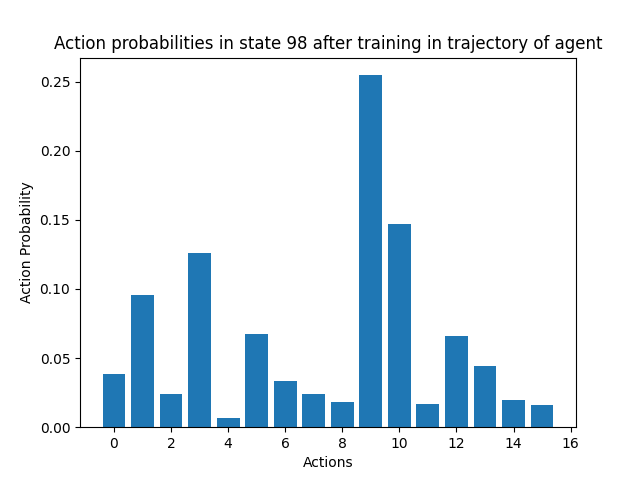 Action probabilities in state 98 after training in trajectory of agent
0.25
0.20
0.15
0.10
0.05
0.00
Action Probability
0 2 4 6 8 10 12 14 16
Actions